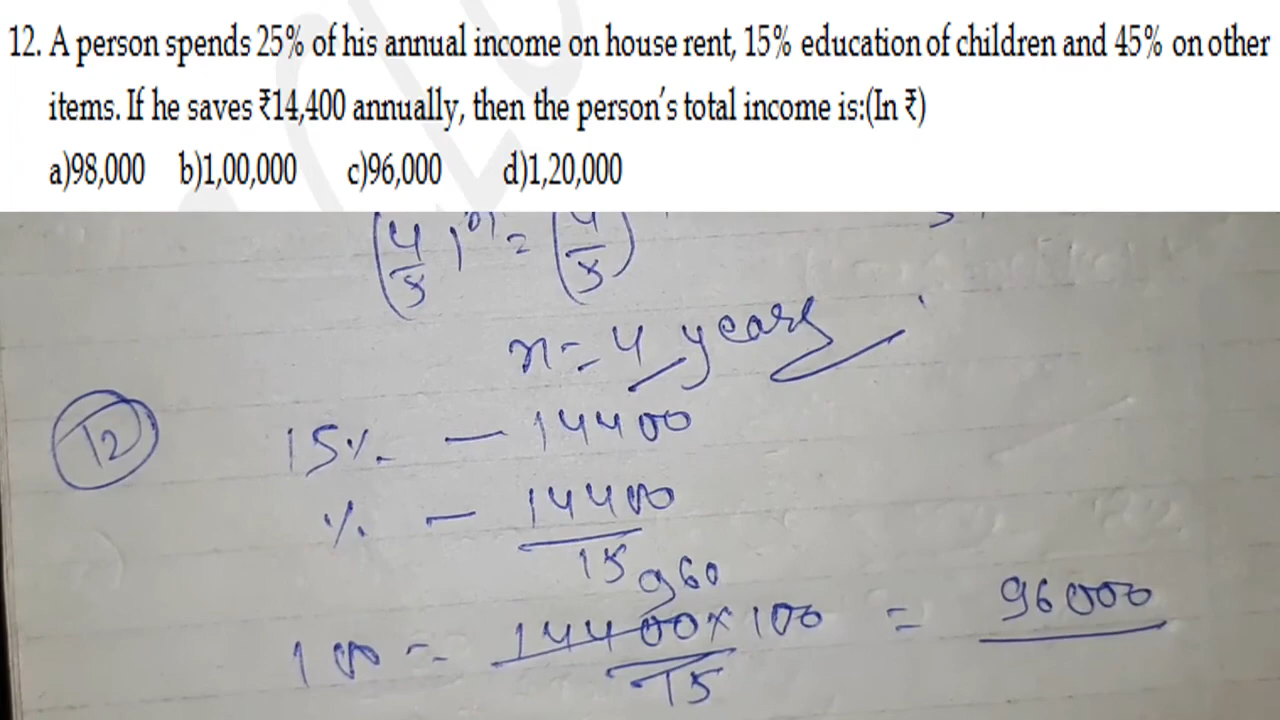 12. A person spends 25% of his annual income on house rent, 15% education of children and 45% on other
items. If he saves ₹14,400 annually, then the person's total income is:(In ₹)
a)98,000 b)1,00,000 c)96,000 d)1,20,000
n = 4 years
12
15% — 14400
% — 14400
15
960
100 = 14400 x 100 = 96000
15